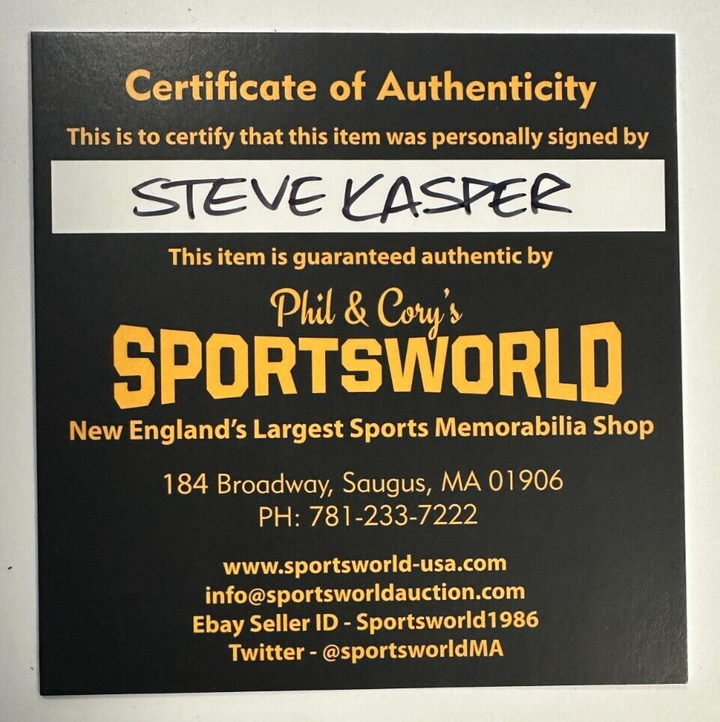 Certificate of Authenticity
This is to certify that this item was personally signed by
STEVE KASPER
This item is guaranteed authentic by
Phil & Cory's
SPORTSWORLD
New England's Largest Sports Memorabilia Shop
184 Broadway, Saugus, MA 01906
PH: 781-233-7222
www.sportsworld-usa.com
info@sportsworldauction.com
Ebay Seller ID - Sportsworld1986
Twitter - @sportsworldMA